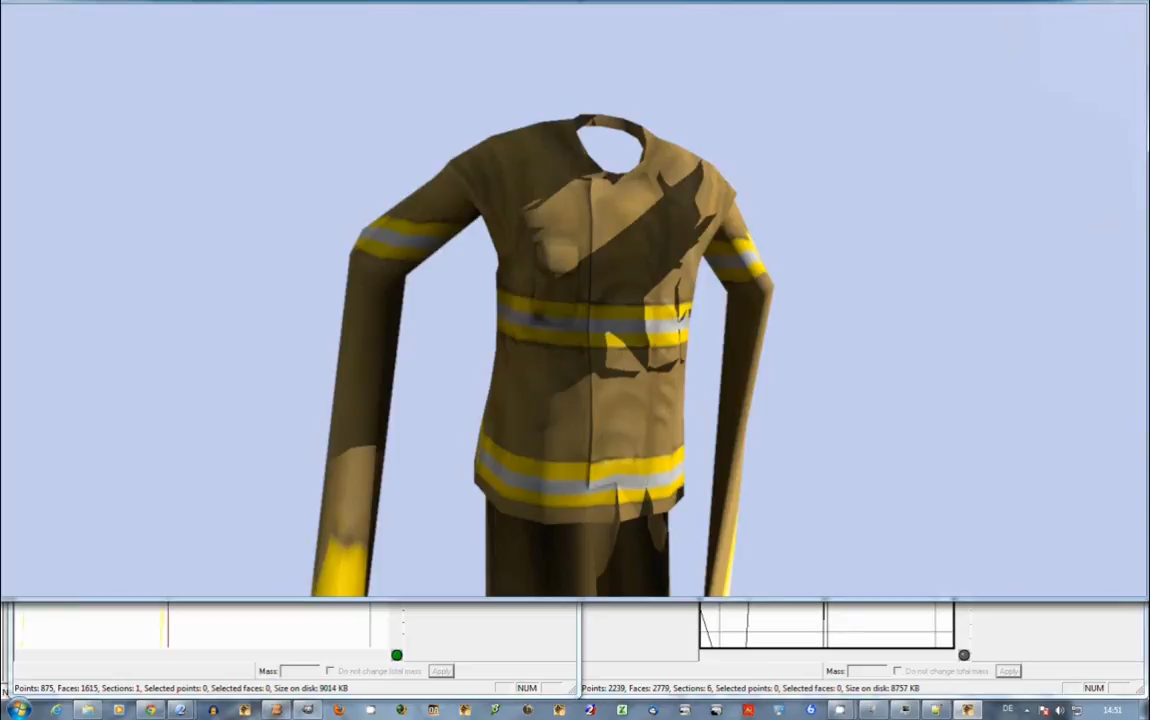 Mass:
Do not change total mass
Apply
Mass:
Do not change total mass
Apply
Points: 875, Faces: 1615, Sections: 1, Selected points: 0, Selected faces: 0, Size on disk: 9014 KB
NUM
Points: 2239, Faces: 2779, Sections: 6, Selected points: 0, Selected faces: 0, Size on disk: 8757 KB
NUM
DE
14:51